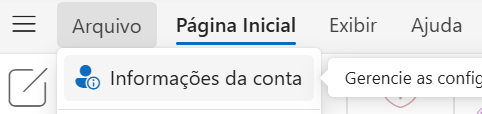 Arquivo Página Inicial Exibir Ajuda
Informações da conta Gerencie as config